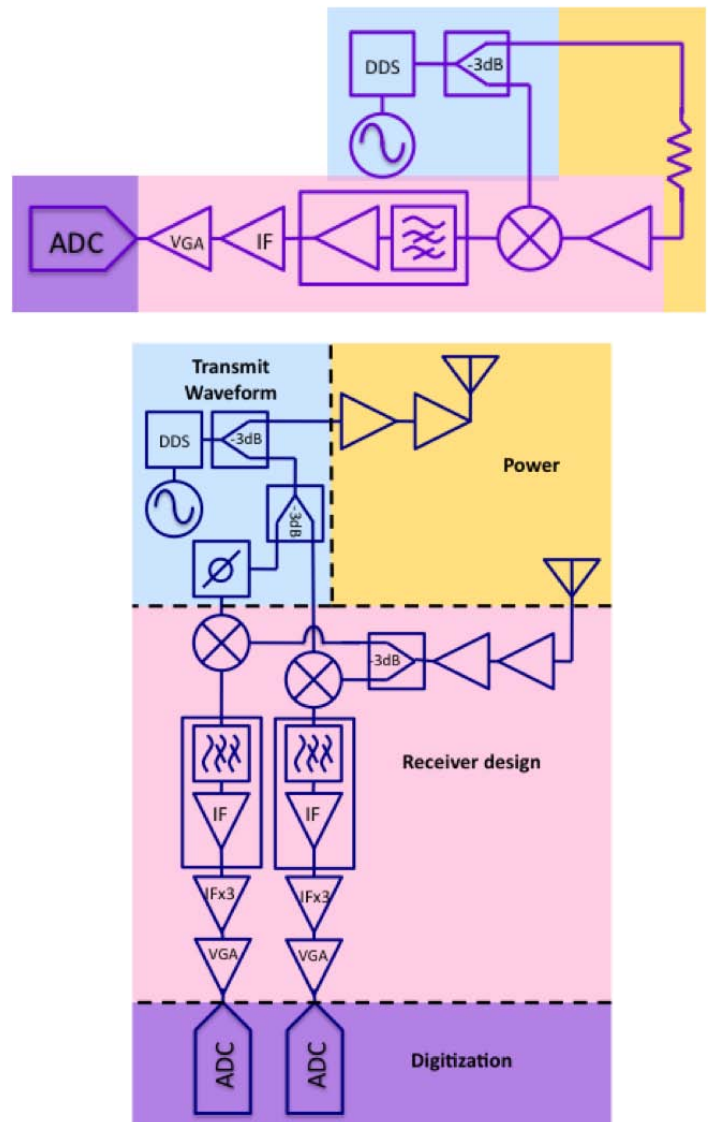 DDS
-3dB
ADC
VGA
IF
Transmit
Waveform
DDS
-3dB
-3dB
Power
-3dB
Receiver design
IF
IF
IFx3
IFx3
VGA
VGA
ADC
ADC
Digitization